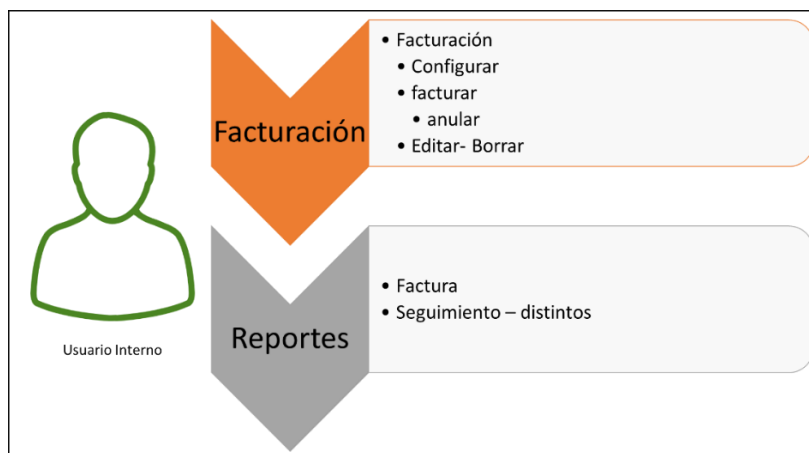 Facturación
• Facturación
• Configurar
• facturar
• anular
• Editar- Borrar
Usuario Interno
Reportes
• Factura
• Seguimiento – distintos